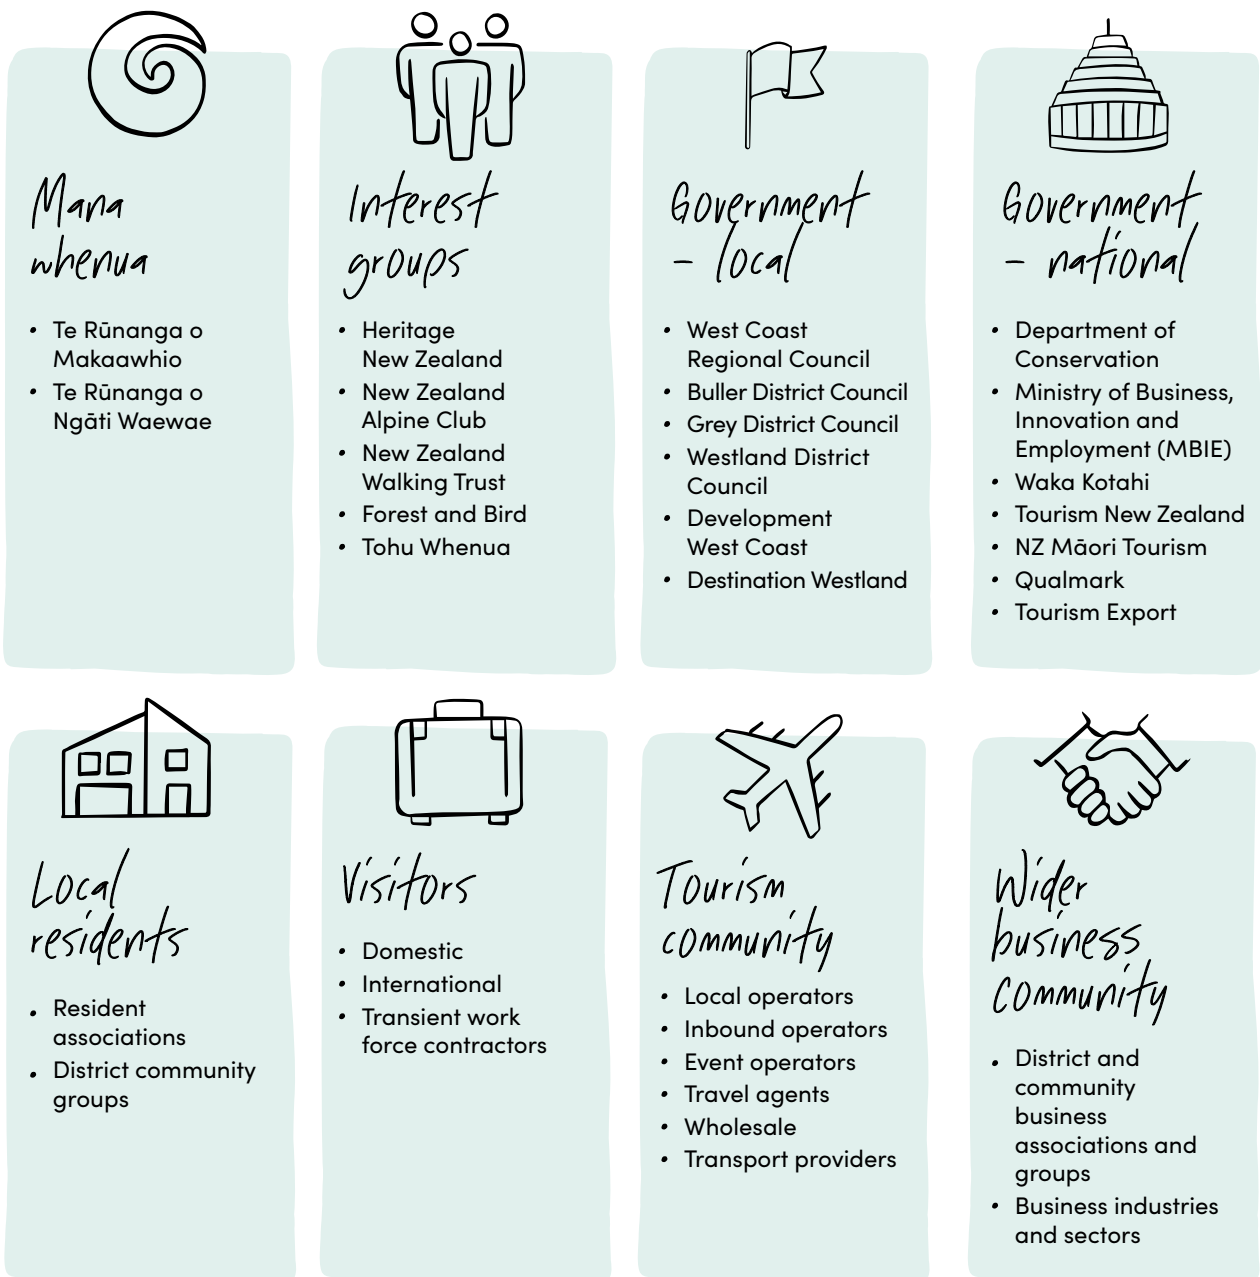 Mana
whenua
• Te Rūnanga o
Makaawhio
• Te Rūnanga o
Ngāti Waewae
Interest
groups
• Heritage
New Zealand
• New Zealand
Alpine Club
• New Zealand
Walking Trust
• Forest and Bird
• Tohu Whenua
Government
– local
• West Coast
Regional Council
• Buller District Council
• Grey District Council
• Westland District
Council
• Development
West Coast
• Destination Westland
Government
– national
• Department of
Conservation
• Ministry of Business,
Innovation and
Employment (MBIE)
• Waka Kotahi
• Tourism New Zealand
• NZ Māori Tourism
• Qualmark
• Tourism Export
Local
residents
• Resident
associations
• District community
groups
Visitors
• Domestic
• International
• Transient work
force contractors
Tourism
community
• Local operators
• Inbound operators
• Event operators
• Travel agents
• Wholesale
• Transport providers
Wider
business
community
• District and
community
business
associations and
groups
• Business industries
and sectors